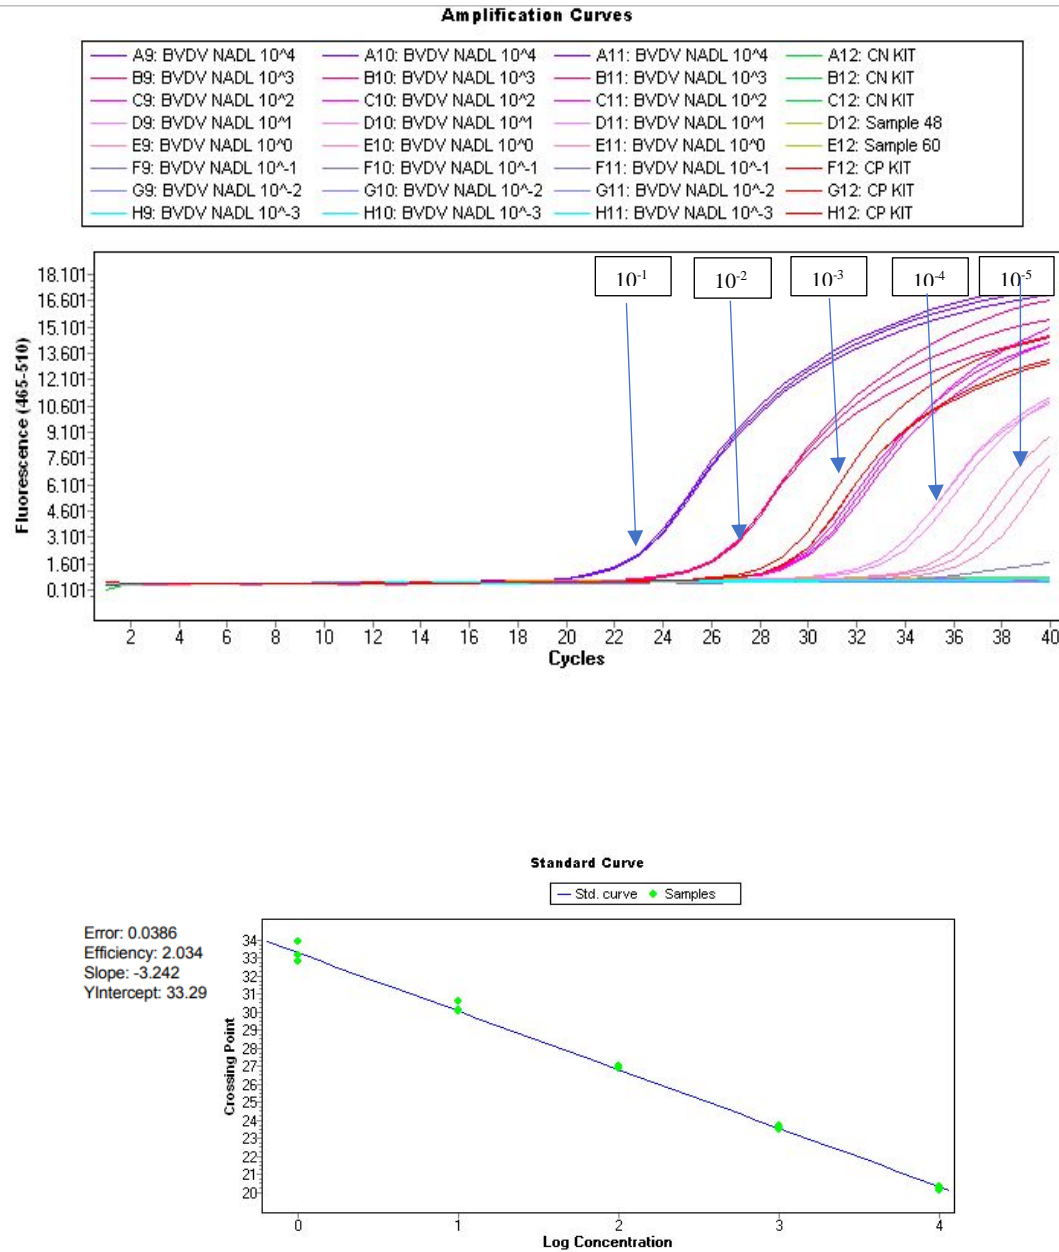 Amplification Curves
A9: BVDV NADL 10^4 A10: BVDV NADL 10^4 A11: BVDV NADL 10^4 A12: CN KIT
B9: BVDV NADL 10^3 B10: BVDV NADL 10^3 B11: BVDV NADL 10^3 B12: CN KIT
C9: BVDV NADL 10^2 C10: BVDV NADL 10^2 C11: BVDV NADL 10^2 C12: CN KIT
D9: BVDV NADL 10^1 D10: BVDV NADL 10^1 D11: BVDV NADL 10^1 D12: Sample 48
E9: BVDV NADL 10^0 E10: BVDV NADL 10^0 E11: BVDV NADL 10^0 E12: Sample 60
F9: BVDV NADL 10^-1 F10: BVDV NADL 10^-1 F11: BVDV NADL 10^-1 F12: CP KIT
G9: BVDV NADL 10^-2 G10: BVDV NADL 10^-2 G11: BVDV NADL 10^-2 G12: CP KIT
H9: BVDV NADL 10^-3 H10: BVDV NADL 10^-3 H11: BVDV NADL 10^-3 H12: CP KIT
10-1 10-2 10-3 10-4 10-5
18.101
16.601
15.101
13.601
12.101
10.601
9.101
7.601
6.101
4.601
3.101
1.601
0.101
Fluorescence (465-510)
2 4 6 8 10 12 14 16 18 20 22 24 26 28 30 32 34 36 38 40
Cycles
Standard Curve
Std. curve Samples
Error: 0.0386
Efficiency: 2.034
Slope: -3.242
YIntercept: 33.29
34
33
32
31
30
29
28
27
26
25
24
23
22
21
20
Crossing Point
0 1 2 3 4
Log Concentration